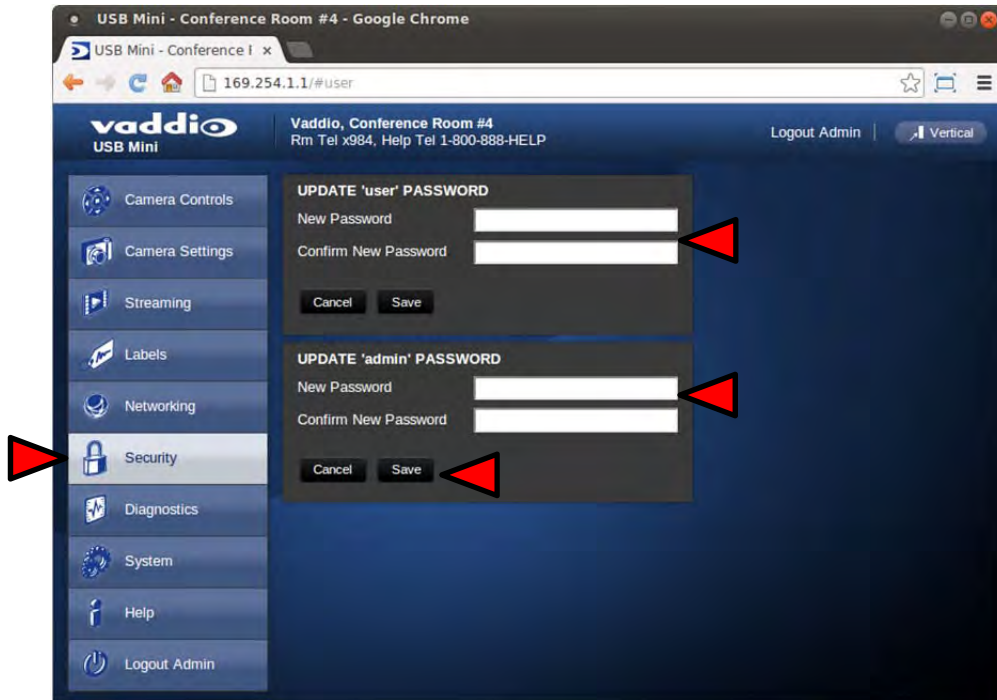 USB Mini - Conference Room #4 - Google Chrome
USB Mini - Conference I ×
169.254.1.1/#user
vaddio
USB Mini
Vaddio, Conference Room #4
Rm Tel x984, Help Tel 1-800-888-HELP
Logout Admin
Vertical
Camera Controls
Camera Settings
Streaming
Labels
Networking
Security
Diagnostics
System
Help
Logout Admin
UPDATE 'user' PASSWORD
New Password
Confirm New Password
Cancel Save
UPDATE 'admin' PASSWORD
New Password
Confirm New Password
Cancel Save